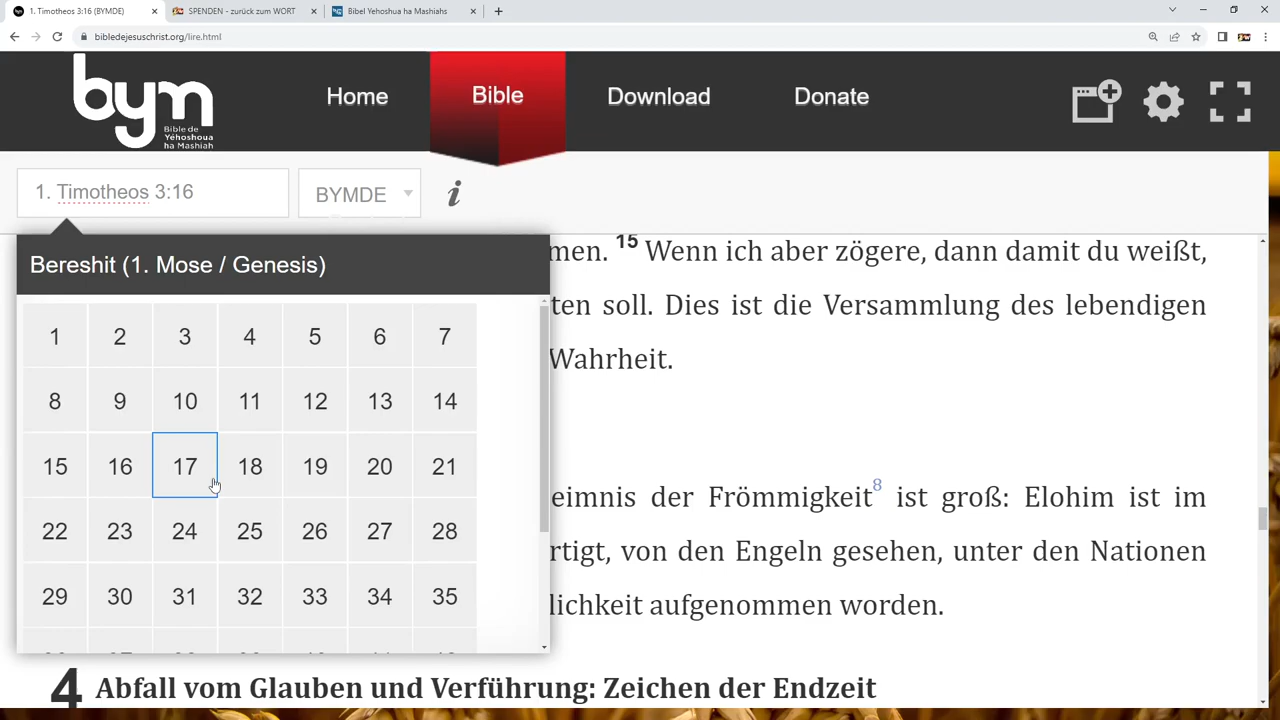 1. Timotheos 3:16 (BYMDE)
SPENDEN - zurück zum WORT
Bibel Yehoshua ha Mashiahs
bibledejesuschrist.org/lire.html
bym
Bible de
Yéhoshoua
ha Mashiah
Home
Bible
Download
Donate
1. Timotheos 3:16
BYMDE
i
Bereshit (1. Mose / Genesis)
1 2 3 4 5 6 7
8 9 10 11 12 13 14
15 16 17 18 19 20 21
22 23 24 25 26 27 28
29 30 31 32 33 34 35
men. 15 Wenn ich aber zögere, dann damit du weißt,
ten soll. Dies ist die Versammlung des lebendigen
Wahrheit.
eimnis der Frömmigkeit8 ist groß: Elohim ist im
rtigt, von den Engeln gesehen, unter den Nationen
lichkeit aufgenommen worden.
4 Abfall vom Glauben und Verführung: Zeichen der Endzeit